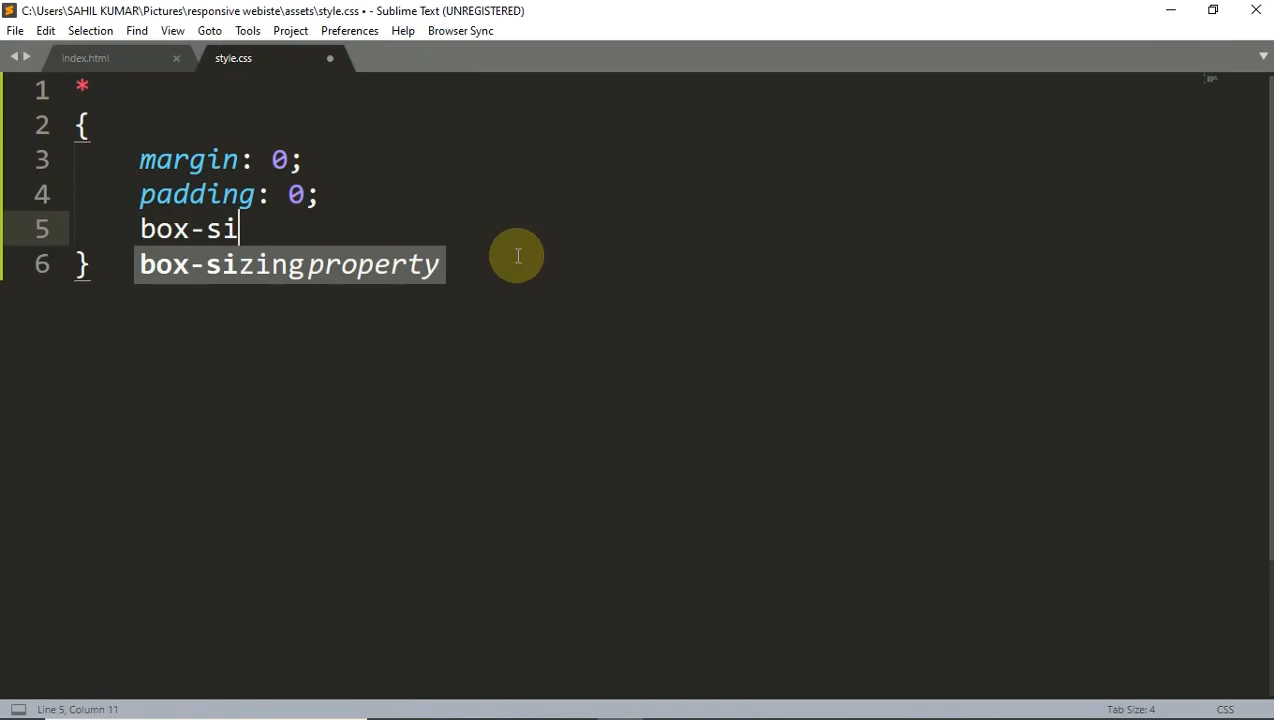 C:\Users\SAHIL KUMAR\Pictures\responsive webiste\assets\style.css • - Sublime Text (UNREGISTERED)
File Edit Selection Find View Goto Tools Project Preferences Help Browser Sync
index.html style.css
1 *
2 {
3 margin: 0;
4 padding: 0;
5 box-si
6 } box-sizing property
Line 5, Column 11 Tab Size: 4 CSS